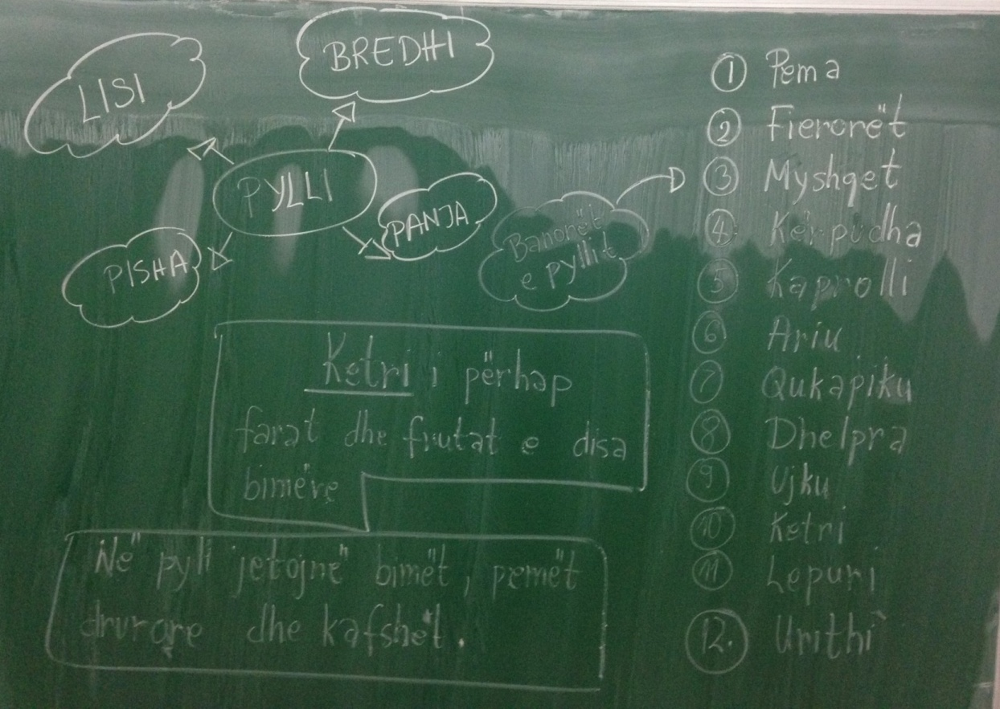 BREDHI
LISI
PYLLI
PANJA
PISHA
Banorët
e pyllit
1 Pema
2 Fierorët
3 Myshqet
4 Kërpudha
5 Kaprolli
6 Ariu
7 Qukapiku
8 Dhelpra
9 Ujku
10 Ketri
11 Lepuri
12. Urithi
Ketri i përhap
farat dhe frutat e disa
bimëve
Në pyll jetojnë bimët, pemët
drurore dhe kafshët.